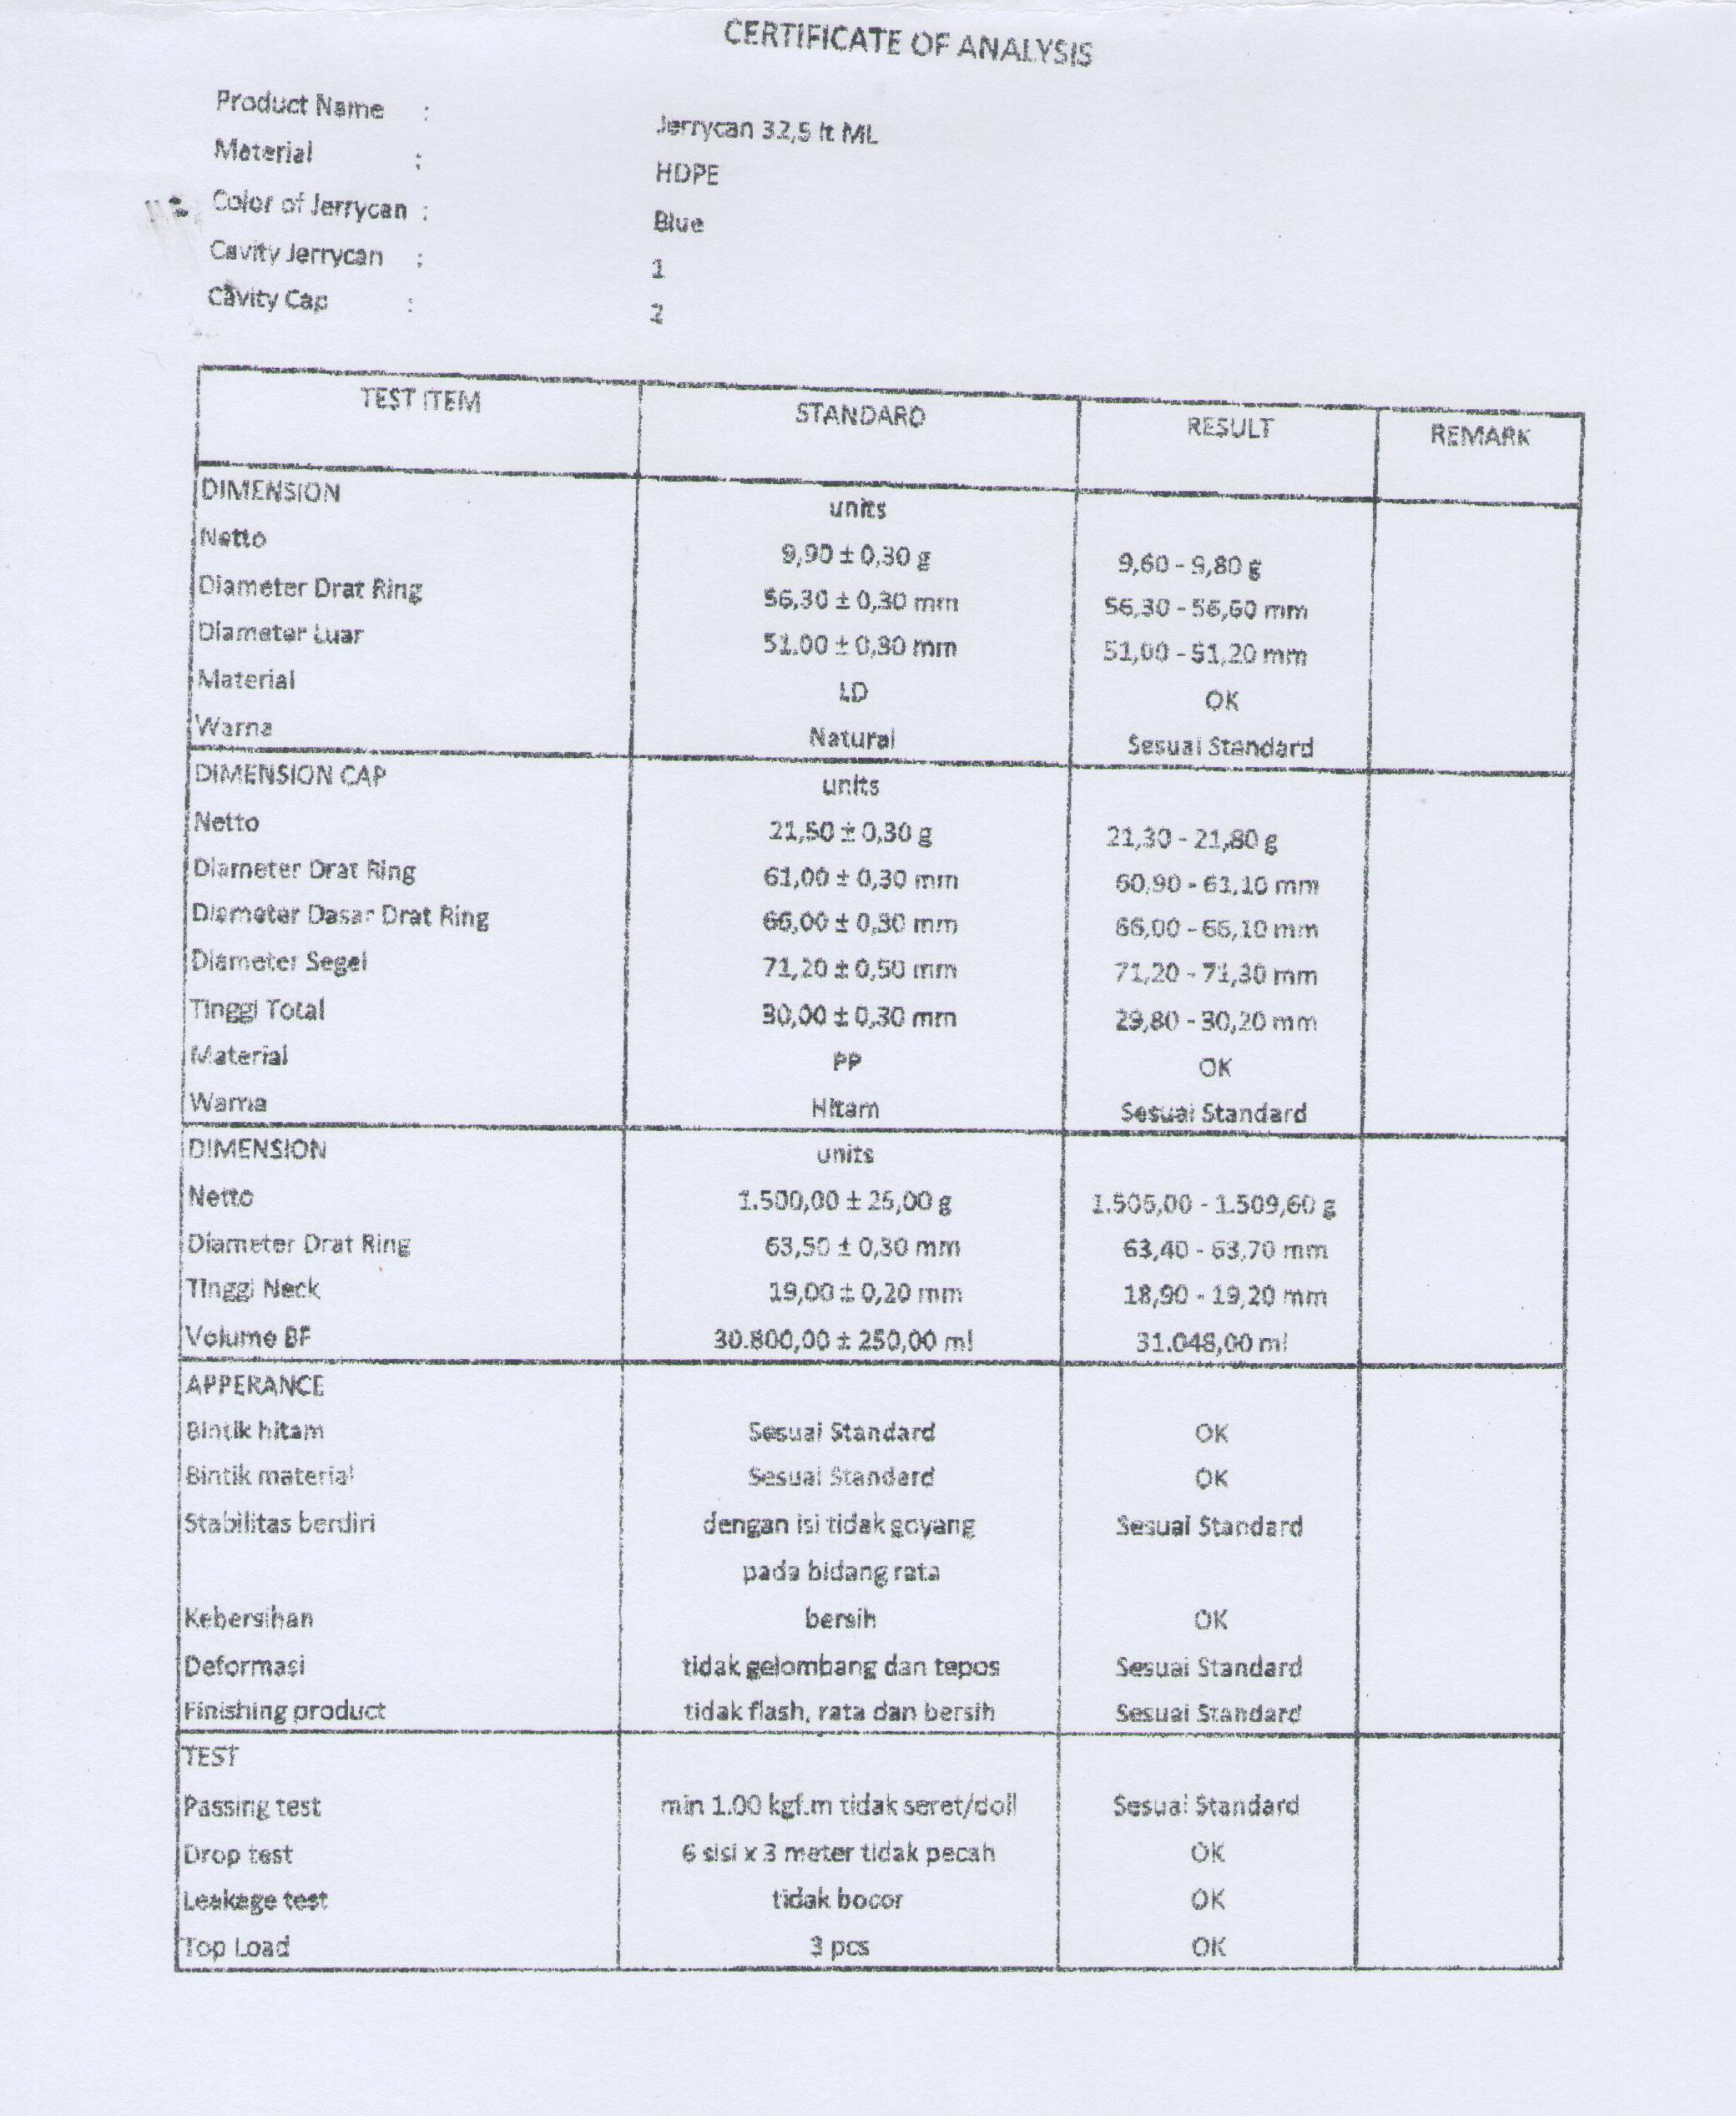 CERTIFICATE OF ANALYSIS
Product Name : Jerrycan 32,5 lt ML
Material : HDPE
Color of Jerrycan : Blue
Cavity Jerrycan : 1
Cavity Cap : 2
TEST ITEM STANDARD RESULT REMARK
DIMENSION units
Netto 9,90 ± 0,30 g 9,60 - 9,80 g
Diameter Drat Ring 56,30 ± 0,30 mm 56,30 - 56,60 mm
Diameter Luar 51.00 ± 0,30 mm 51,00 - 51,20 mm
Material LD OK
Warna Natural Sesuai Standard
DIMENSION CAP units
Netto 21,50 ± 0,30 g 21,30 - 21,80 g
Diameter Drat Ring 61,00 ± 0,30 mm 60,90 - 61,10 mm
Diameter Dasar Drat Ring 66,00 ± 0,30 mm 66,00 - 66,10 mm
Diameter Segel 71,20 ± 0,50 mm 71,20 - 71,30 mm
Tinggi Total 30,00 ± 0,30 mm 29,80 - 30,20 mm
Material PP OK
Warna Hitam Sesuai Standard
DIMENSION units
Netto 1.500,00 ± 25,00 g 1.505,00 - 1.509,60 g
Diameter Drat Ring 63,50 ± 0,30 mm 63,40 - 63,70 mm
Tinggi Neck 19,00 ± 0,20 mm 18,90 - 19,20 mm
Volume BF 30.800,00 ± 250,00 ml 31.048,00 ml
APPERANCE
Bintik hitam Sesuai Standard OK
Bintik material Sesuai Standard OK
Stabilitas berdiri dengan isi tidak goyang Sesuai Standard
pada bidang rata
Kebersihan bersih OK
Deformasi tidak gelombang dan tepos Sesuai Standard
Finishing product tidak flash, rata dan bersih Sesuai Standard
TEST
Passing test min 1.00 kgf.m tidak seret/doll Sesuai Standard
Drop test 6 sisi x 3 meter tidak pecah OK
Leakage test tidak bocor OK
Top Load 3 pcs OK